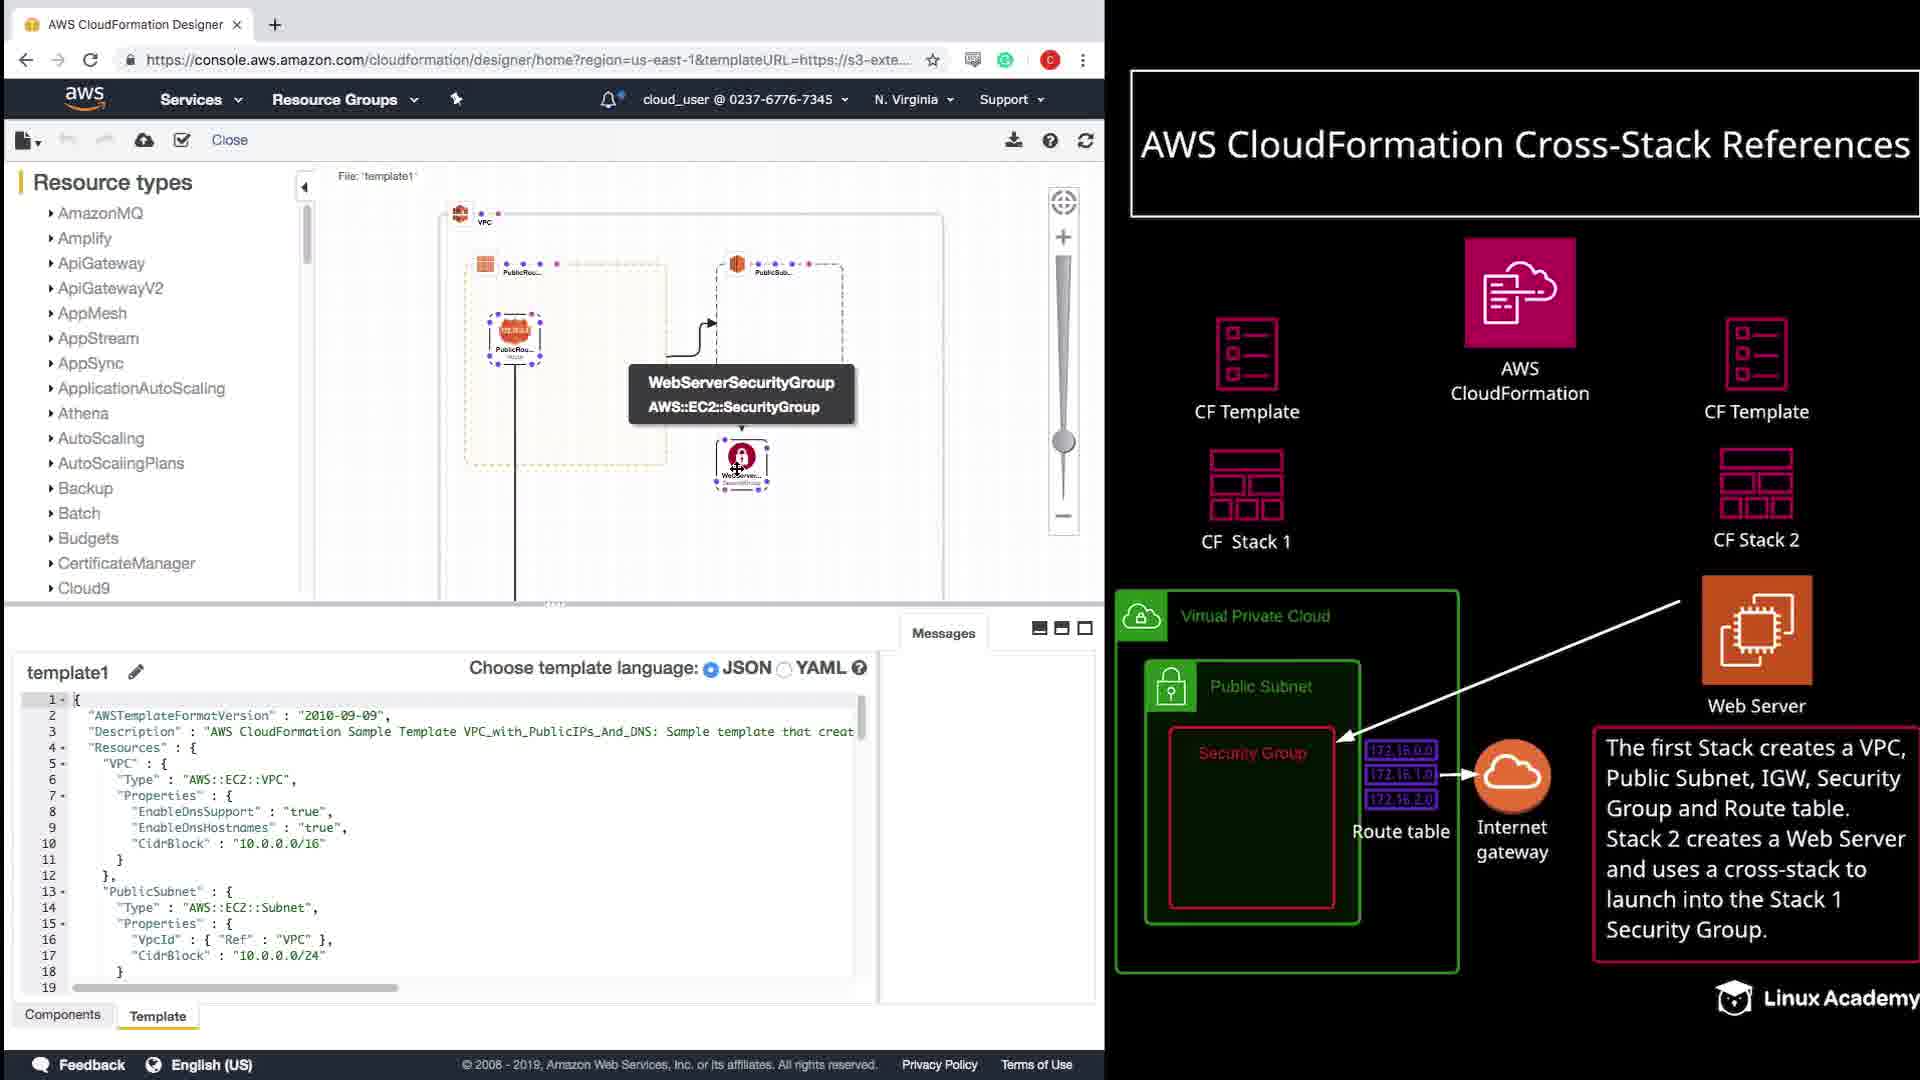 AWS CloudFormation Designer
https://console.aws.amazon.com/cloudformation/designer/home?region=us-east-1&templateURL=https://s3-exte...
aws
Services
Resource Groups
cloud_user @ 0237-6776-7345
N. Virginia
Support
Close
Resource types
AmazonMQ
Amplify
ApiGateway
ApiGatewayV2
AppMesh
AppStream
AppSync
ApplicationAutoScaling
Athena
AutoScaling
AutoScalingPlans
Backup
Batch
Budgets
CertificateManager
Cloud9
File: 'template1'
VPC
PublicRou...
PublicSub...
PublicRou...
Route
WebServerSecurityGroup
AWS::EC2::SecurityGroup
WebServer...
SecurityGroup
Messages
template1
Choose template language: JSON YAML
1 {
2 "AWSTemplateFormatVersion" : "2010-09-09",
3 "Description" : "AWS CloudFormation Sample Template VPC_with_PublicIPs_And_DNS: Sample template that creat
4 "Resources" : {
5 "VPC" : {
6 "Type" : "AWS::EC2::VPC",
7 "Properties" : {
8 "EnableDnsSupport" : "true",
9 "EnableDnsHostnames" : "true",
10 "CidrBlock" : "10.0.0.0/16"
11 }
12 },
13 "PublicSubnet" : {
14 "Type" : "AWS::EC2::Subnet",
15 "Properties" : {
16 "VpcId" : { "Ref" : "VPC" },
17 "CidrBlock" : "10.0.0.0/24"
18 }
19
Components
Template
Feedback
English (US)
© 2008 - 2019, Amazon Web Services, Inc. or its affiliates. All rights reserved.
Privacy Policy
Terms of Use
AWS CloudFormation Cross-Stack References
AWS
CloudFormation
CF Template
CF Template
CF Stack 1
CF Stack 2
Virtual Private Cloud
Public Subnet
Security Group
172.16.0.0
172.16.1.0
172.16.2.0
Route table
Internet
gateway
Web Server
The first Stack creates a VPC,
Public Subnet, IGW, Security
Group and Route table.
Stack 2 creates a Web Server
and uses a cross-stack to
launch into the Stack 1
Security Group.
Linux Academy